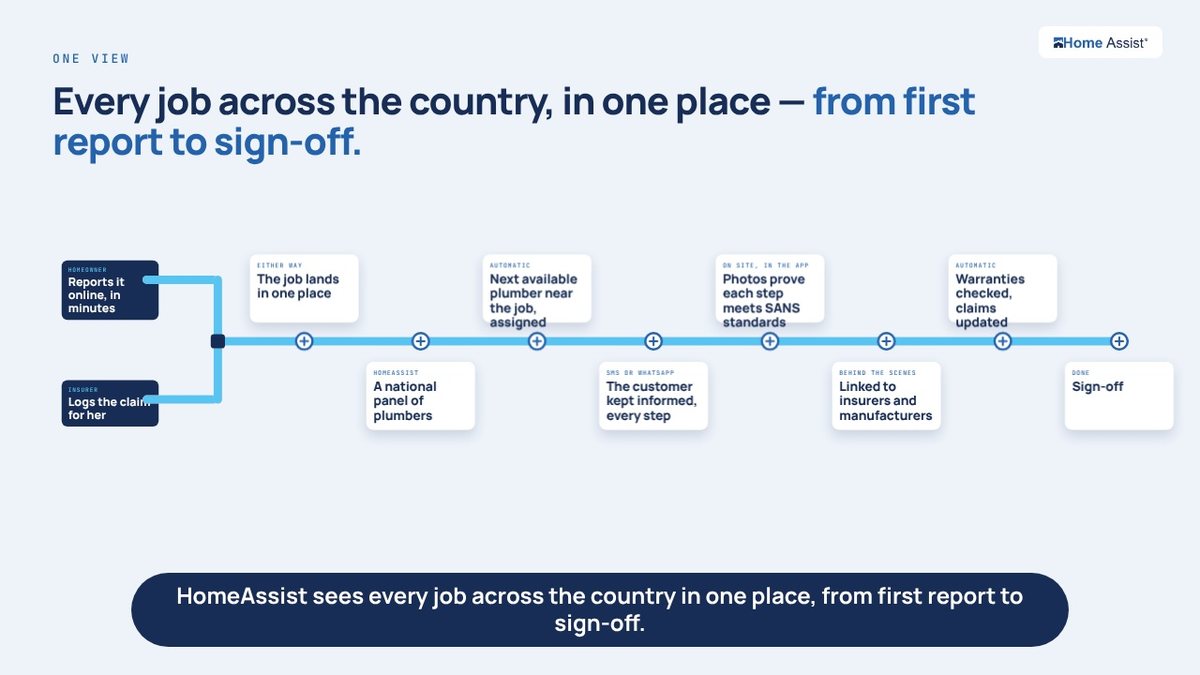 Home Assist
ONE VIEW
Every job across the country, in one place — from first
report to sign-off.
HOMEOWNER
Reports it
online, in
minutes
INSURER
Logs the claim
for her
EITHER WAY
The job lands
in one place
HOMEASSIST
A national
panel of
plumbers
AUTOMATIC
Next available
plumber near
the job,
assigned
SMS OR WHATSAPP
The customer
kept informed,
every step
ON SITE, IN THE APP
Photos prove
each step
meets SANS
standards
BEHIND THE SCENES
Linked to
insurers and
manufacturers
AUTOMATIC
Warranties
checked,
claims
updated
DONE
Sign-off
HomeAssist sees every job across the country in one place, from first report to
sign-off.